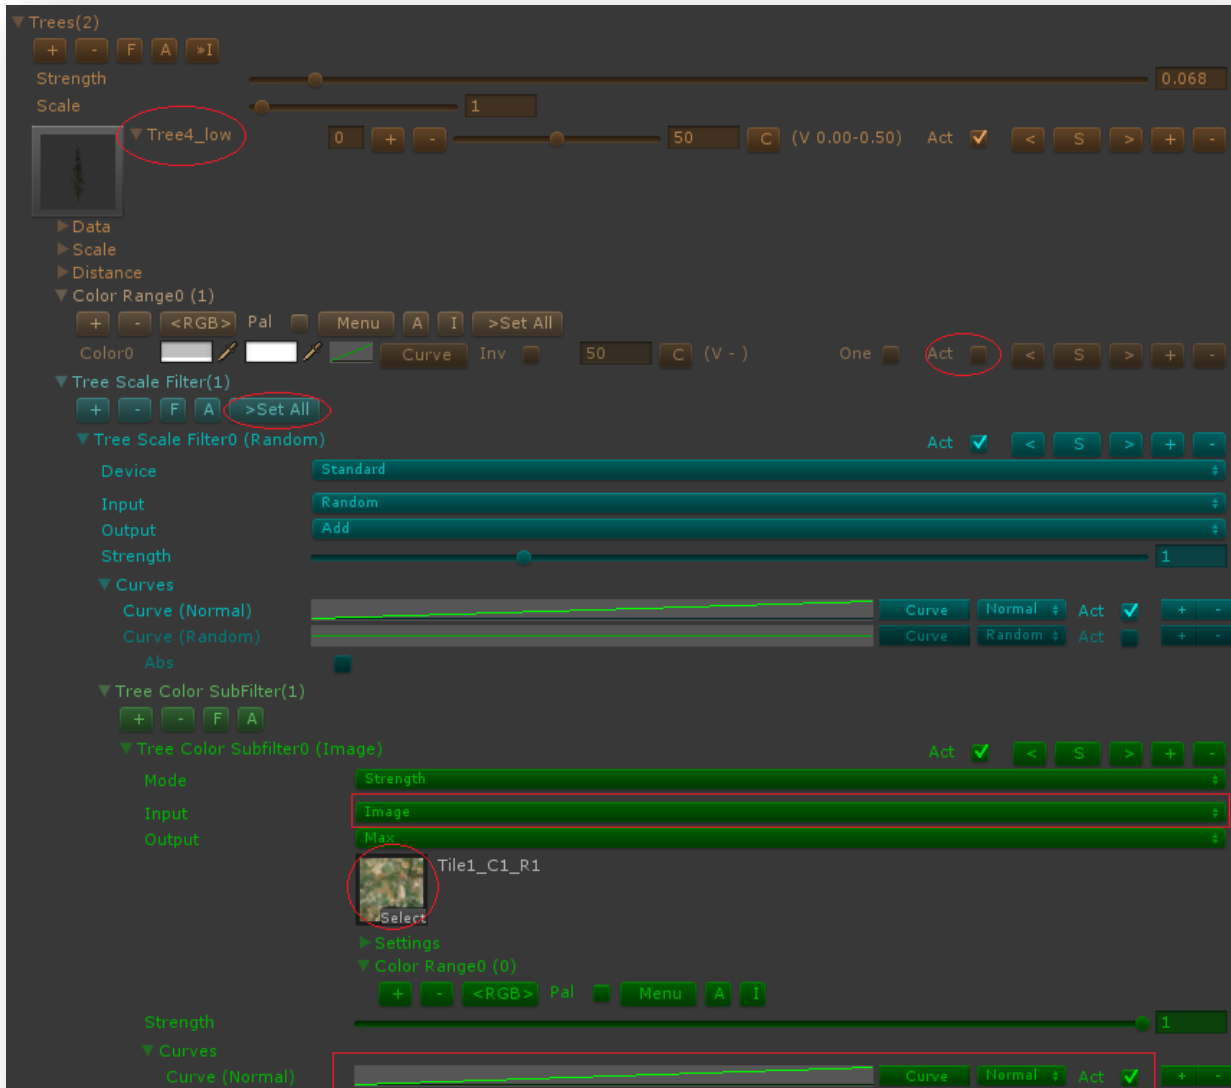 Trees(2)
+ - F A »I
Strength 0.068
Scale 1
Tree4_low 0 + - 50 C (V 0.00-0.50) Act < S > + -
Data
Scale
Distance
Color Range0 (1)
+ - <RGB> Pal Menu A I >Set All
Color0 Curve Inv 50 C (V - ) One Act < S > + -
Tree Scale Filter(1)
+ - F A >Set All
Tree Scale Filter0 (Random) Act < S > + -
Device Standard
Input Random
Output Add
Strength 1
Curves
Curve (Normal) Curve Normal Act + -
Curve (Random) Curve Random Act + -
Abs
Tree Color SubFilter(1)
+ - F A
Tree Color Subfilter0 (Image) Act < S > + -
Mode Strength
Input Image
Output Max
Tile1_C1_R1
Select
Settings
Color Range0 (0)
+ - <RGB> Pal Menu A I
Strength 1
Curves
Curve (Normal) Curve Normal Act + -